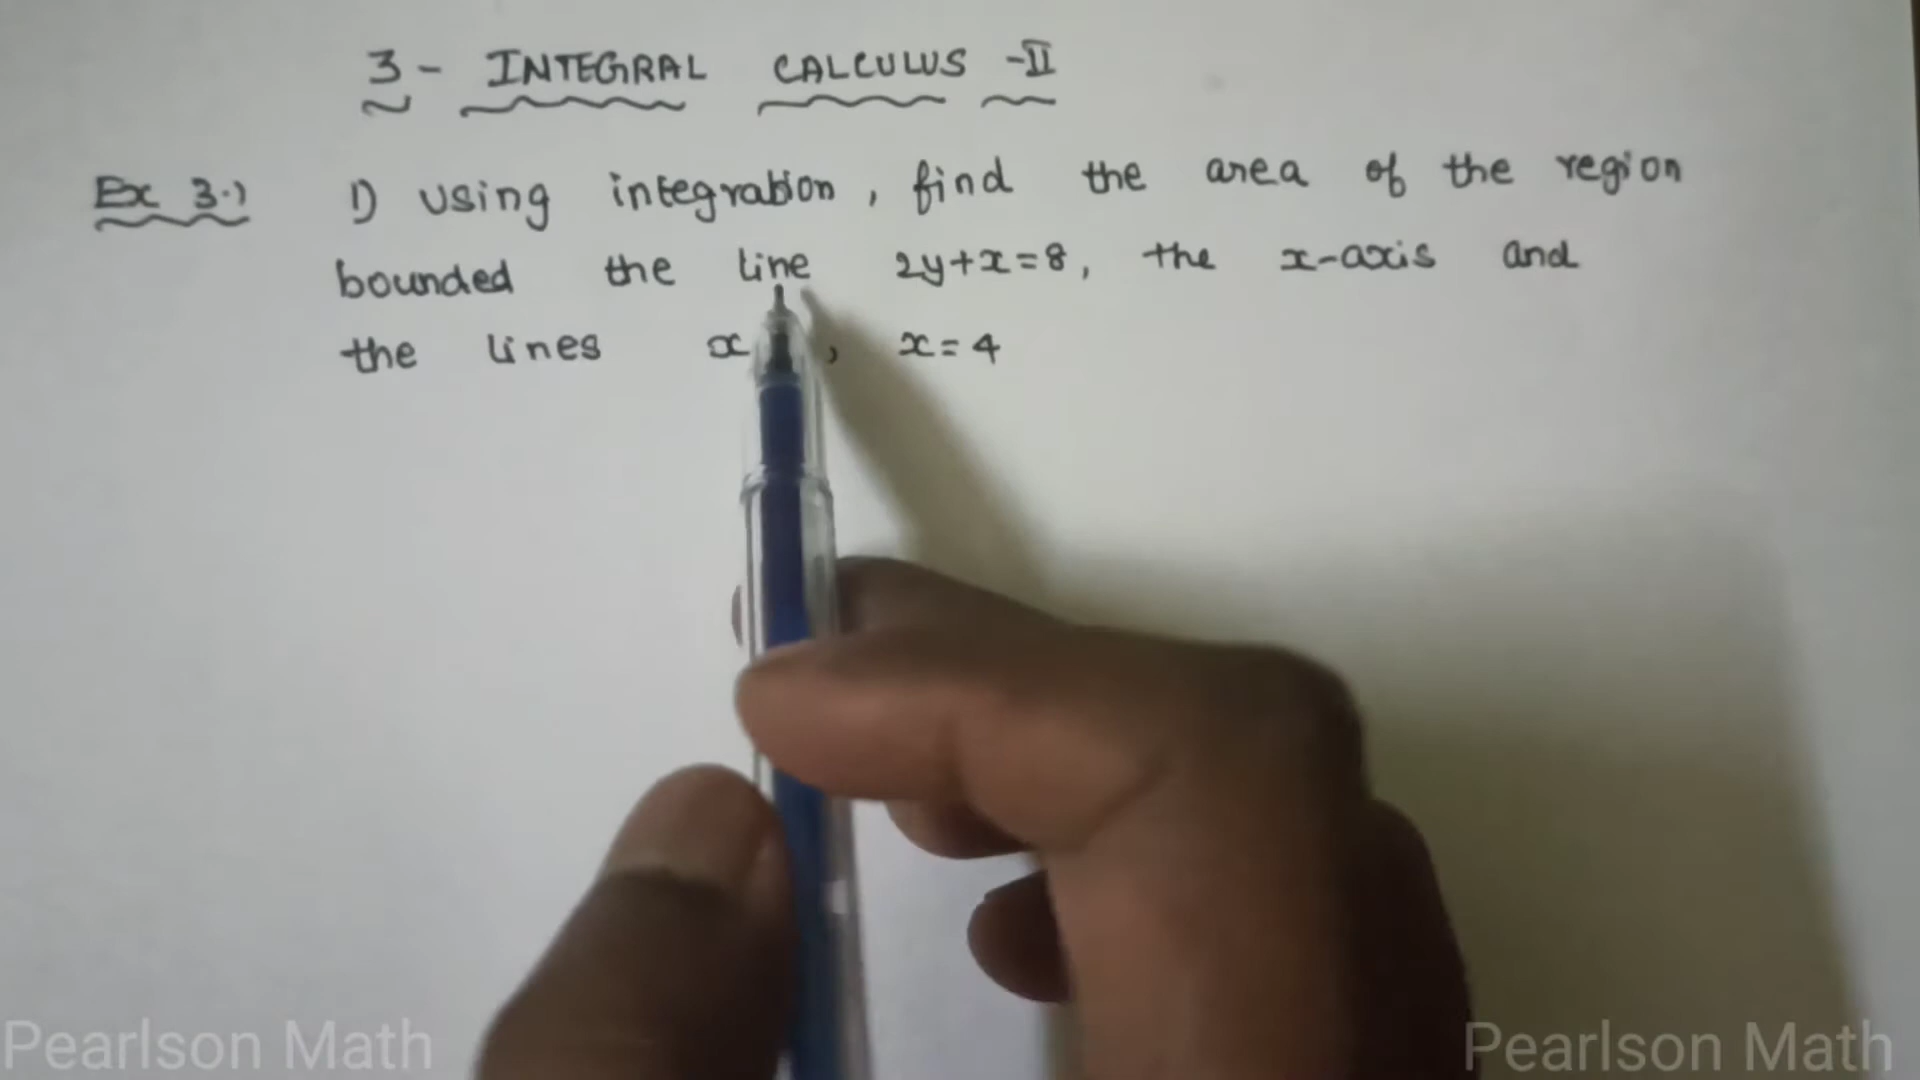 3 - INTEGRAL CALCULUS - II
Ex 3.1 1) using integration, find the area of the region
bounded the line 2y+x=8, the x-axis and
the lines x , x=4
Pearlson Math Pearlson Math